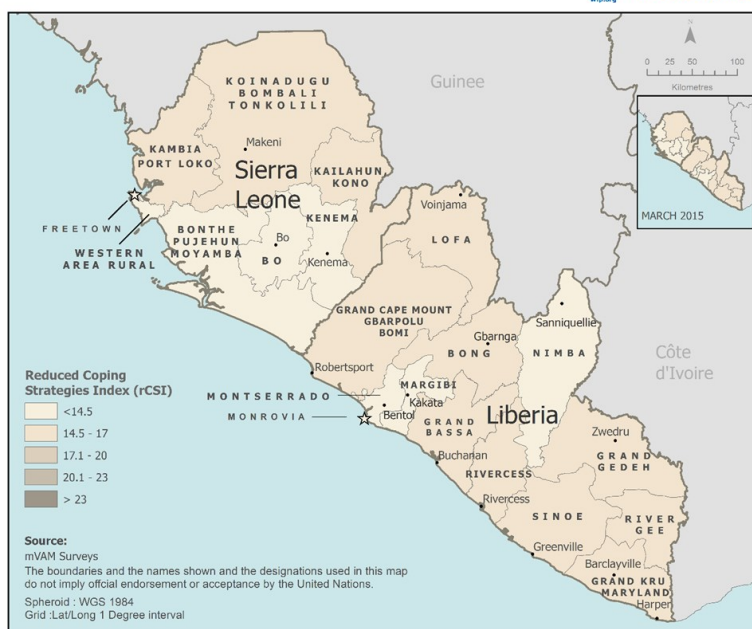 wfp.org
Guinee
0 25 50 100
Kilometres
KOINADUGU
BOMBALI
TONKOLILI
Makeni
KAMBIA
PORT LOKO
Sierra
Leone
KAILAHUN,
KONO
MARCH 2015
Voinjama
FREETOWN
WESTERN
AREA RURAL
BONTHE
PUJEHUN
MOYAMBA
Bo
BO
KENEMA
Kenema
LOFA
GRAND CAPE MOUNT
GBARPOLU
BOMI
Sanniquellie
Gbarnga
BONG
NIMBA
Côte
d'Ivoire
Robertsport
MARGIBI
MONTSERRADO
Kakata
MONROVIA
Bentol
GRAND
BASSA
Liberia
Zwedru
GRAND
GEDEH
Buchanan
RIVERCESS
Rivercess
SINOE
RIVER
GEE
Greenville
Barclayville
GRAND KRU
MARYLAND
Harper
Reduced Coping
Strategies Index (rCSI)
<14.5
14.5 - 17
17.1 - 20
20.1 - 23
> 23
Source:
mVAM Surveys
The boundaries and the names shown and the designations used in this map
do not imply offcial endorsement or acceptance by the United Nations.
Spheroid : WGS 1984
Grid :Lat/Long 1 Degree interval